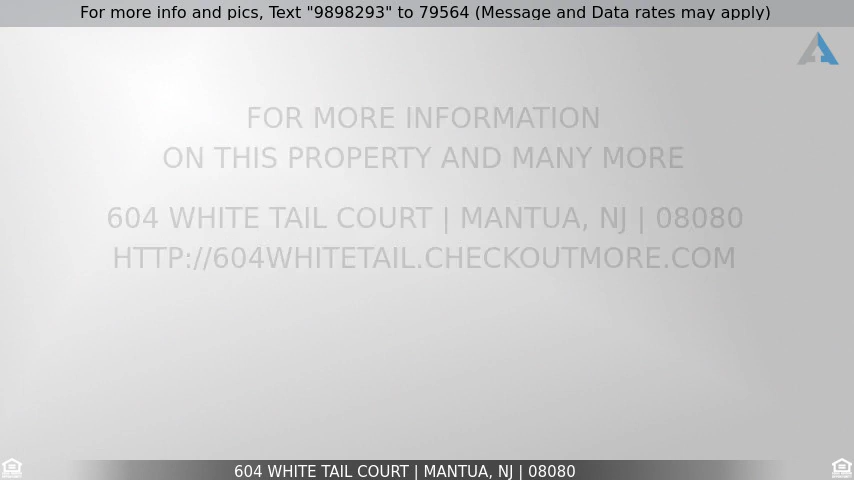 For more info and pics, Text "9898293" to 79564 (Message and Data rates may apply)
FOR MORE INFORMATION
ON THIS PROPERTY AND MANY MORE
604 WHITE TAIL COURT | MANTUA, NJ | 08080
HTTP://604WHITETAIL.CHECKOUTMORE.COM
604 WHITE TAIL COURT | MANTUA, NJ | 08080